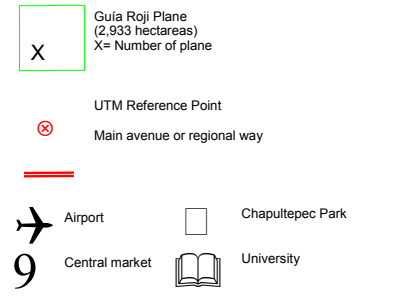 Guía Roji Plane
(2,933 hectareas)
X= Number of plane
X
UTM Reference Point
Main avenue or regional way
Airport
Chapultepec Park
9
Central market
University